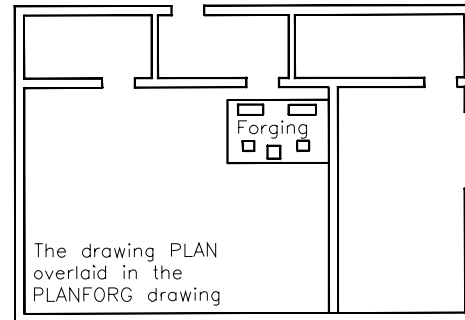 Forging
The drawing PLAN
overlaid in the
PLANFORG drawing